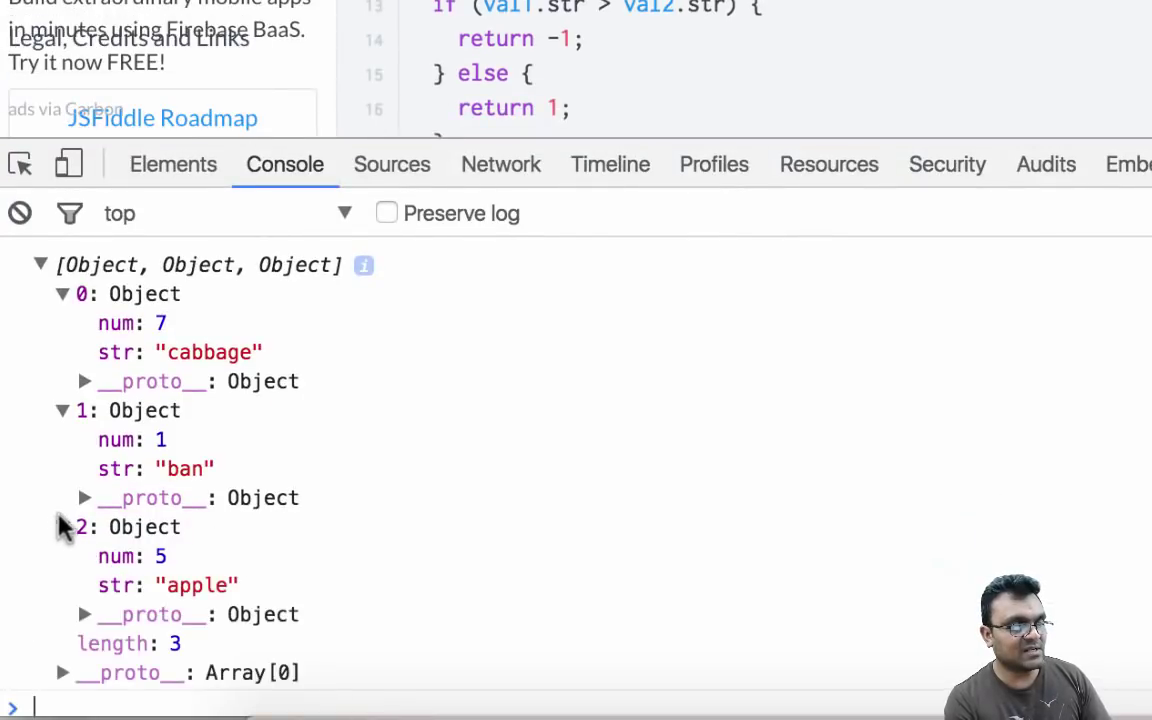 Build extraordinary mobile apps
in minutes using Firebase BaaS.
Legal, Credits and Links
Try it now FREE!
ads via Carbon
JSFiddle Roadmap
13 if (val1.str > val2.str) {
14 return -1;
15 } else {
16 return 1;
Elements Console Sources Network Timeline Profiles Resources Security Audits Embe
top Preserve log
[Object, Object, Object] i
0: Object
num: 7
str: "cabbage"
__proto__: Object
1: Object
num: 1
str: "ban"
__proto__: Object
2: Object
num: 5
str: "apple"
__proto__: Object
length: 3
__proto__: Array[0]